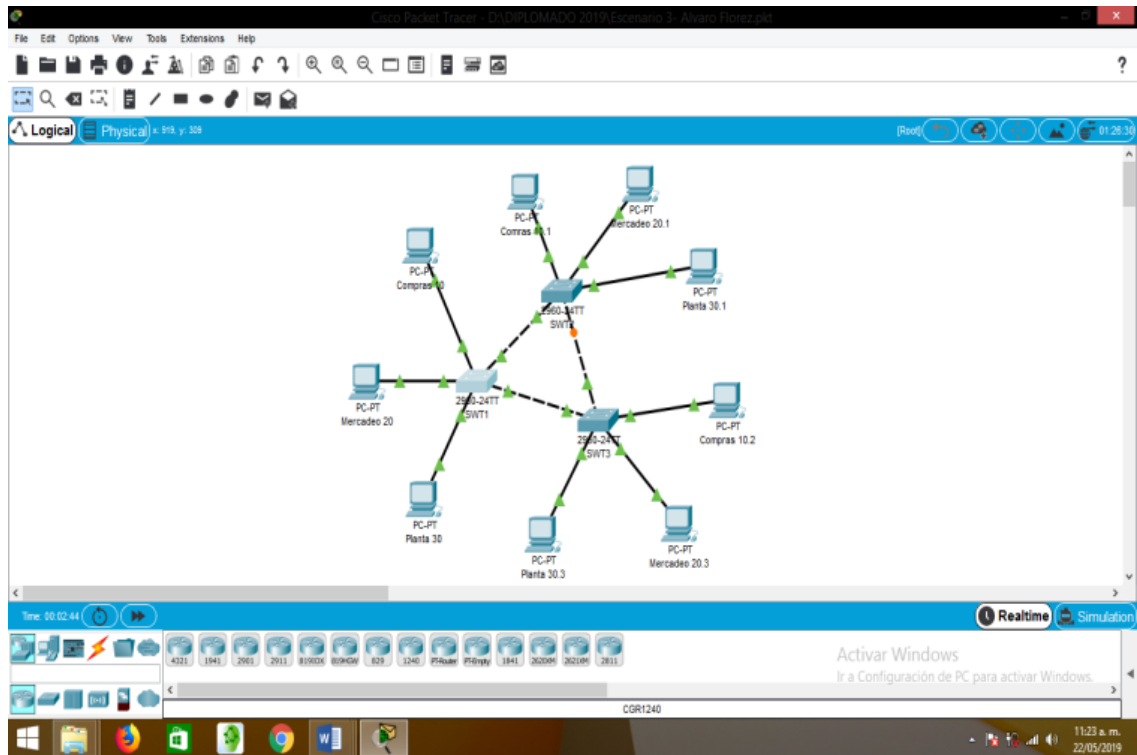 Cisco Packet Tracer - D:\DIPLOMADO 2019\Escenario 3- Alvaro Florez.pkt
File Edit Options View Tools Extensions Help
Logical Physical x: 919, y: 309 [Root] 01:26:30
PC-PT
Mercadeo 20.1
PC-PT
PC-PT
Compras
PC-PT
Planta 30.1
2960-24TT
PC-PT
Mercadeo 20
SWT1
PC-PT
Compras 10.2
SWT3
PC-PT
Planta 30
PC-PT
Planta 30.3
PC-PT
Mercadeo 20.3
Time: 00:02:44 Realtime Simulation
4321 1941 2901 2911 819IOX 819HGW 829 1240 PT-Router PT-Empty 1841 2620XM 2621XM 2811
Activar Windows
Ir a Configuración de PC para activar Windows.
CGR1240
11:23 a. m.
22/05/2019